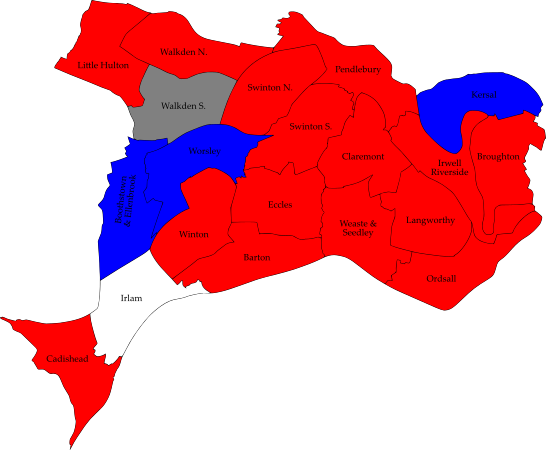 Walkden N.
Little Hulton
Pendlebury
Swinton N.
Kersal
Walkden S.
Swinton S.
Worsley
Claremont
Broughton
Irwell
Riverside
Boothstown
& Ellenbrook
Eccles
Langworthy
Weaste &
Seedley
Winton
Barton
Ordsall
Irlam
Cadishead